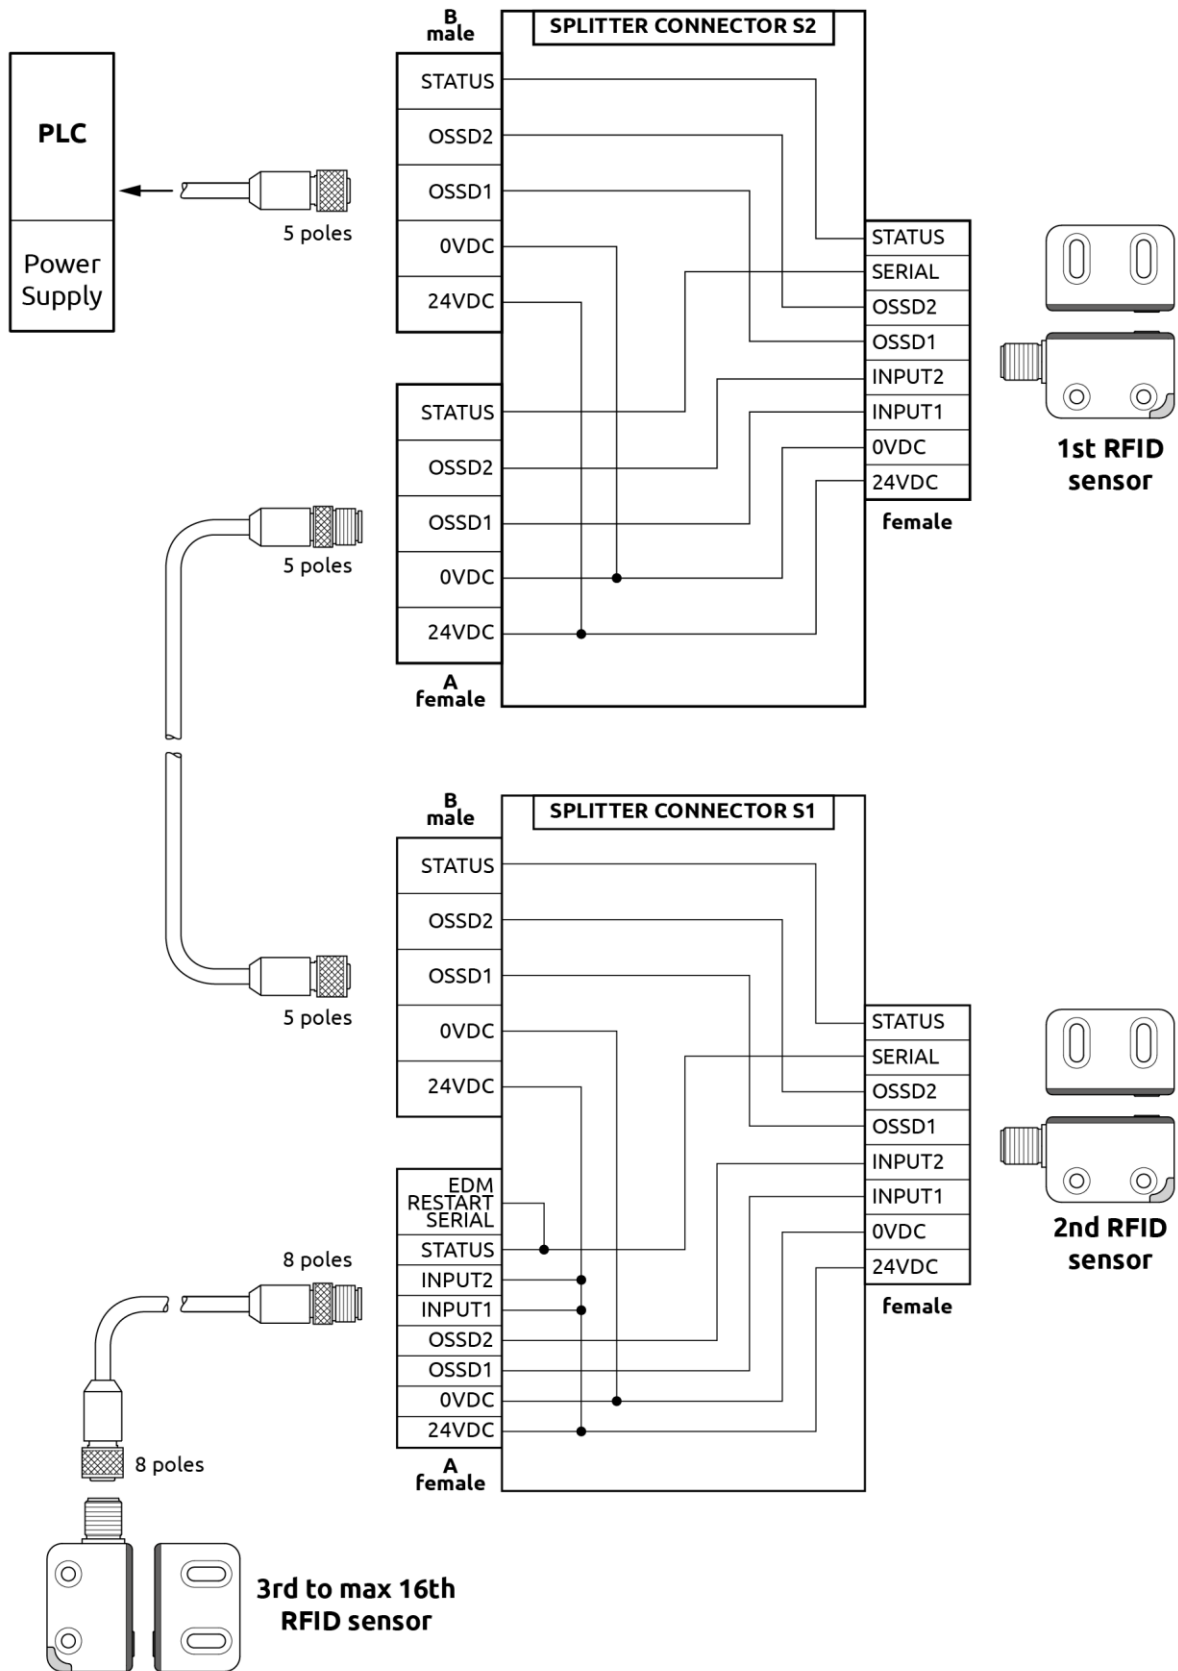 B
male
SPLITTER CONNECTOR S2
STATUS
OSSD2
OSSD1
0VDC
24VDC
PLC
Power
Supply
5 poles
STATUS
SERIAL
OSSD2
OSSD1
INPUT2
INPUT1
0VDC
24VDC
female
1st RFID
sensor
STATUS
OSSD2
OSSD1
0VDC
24VDC
A
female
5 poles
B
male
SPLITTER CONNECTOR S1
STATUS
OSSD2
OSSD1
0VDC
24VDC
5 poles
STATUS
SERIAL
OSSD2
OSSD1
INPUT2
INPUT1
0VDC
24VDC
female
2nd RFID
sensor
EDM
RESTART
SERIAL
STATUS
INPUT2
INPUT1
OSSD2
OSSD1
0VDC
24VDC
A
female
8 poles
8 poles
3rd to max 16th
RFID sensor